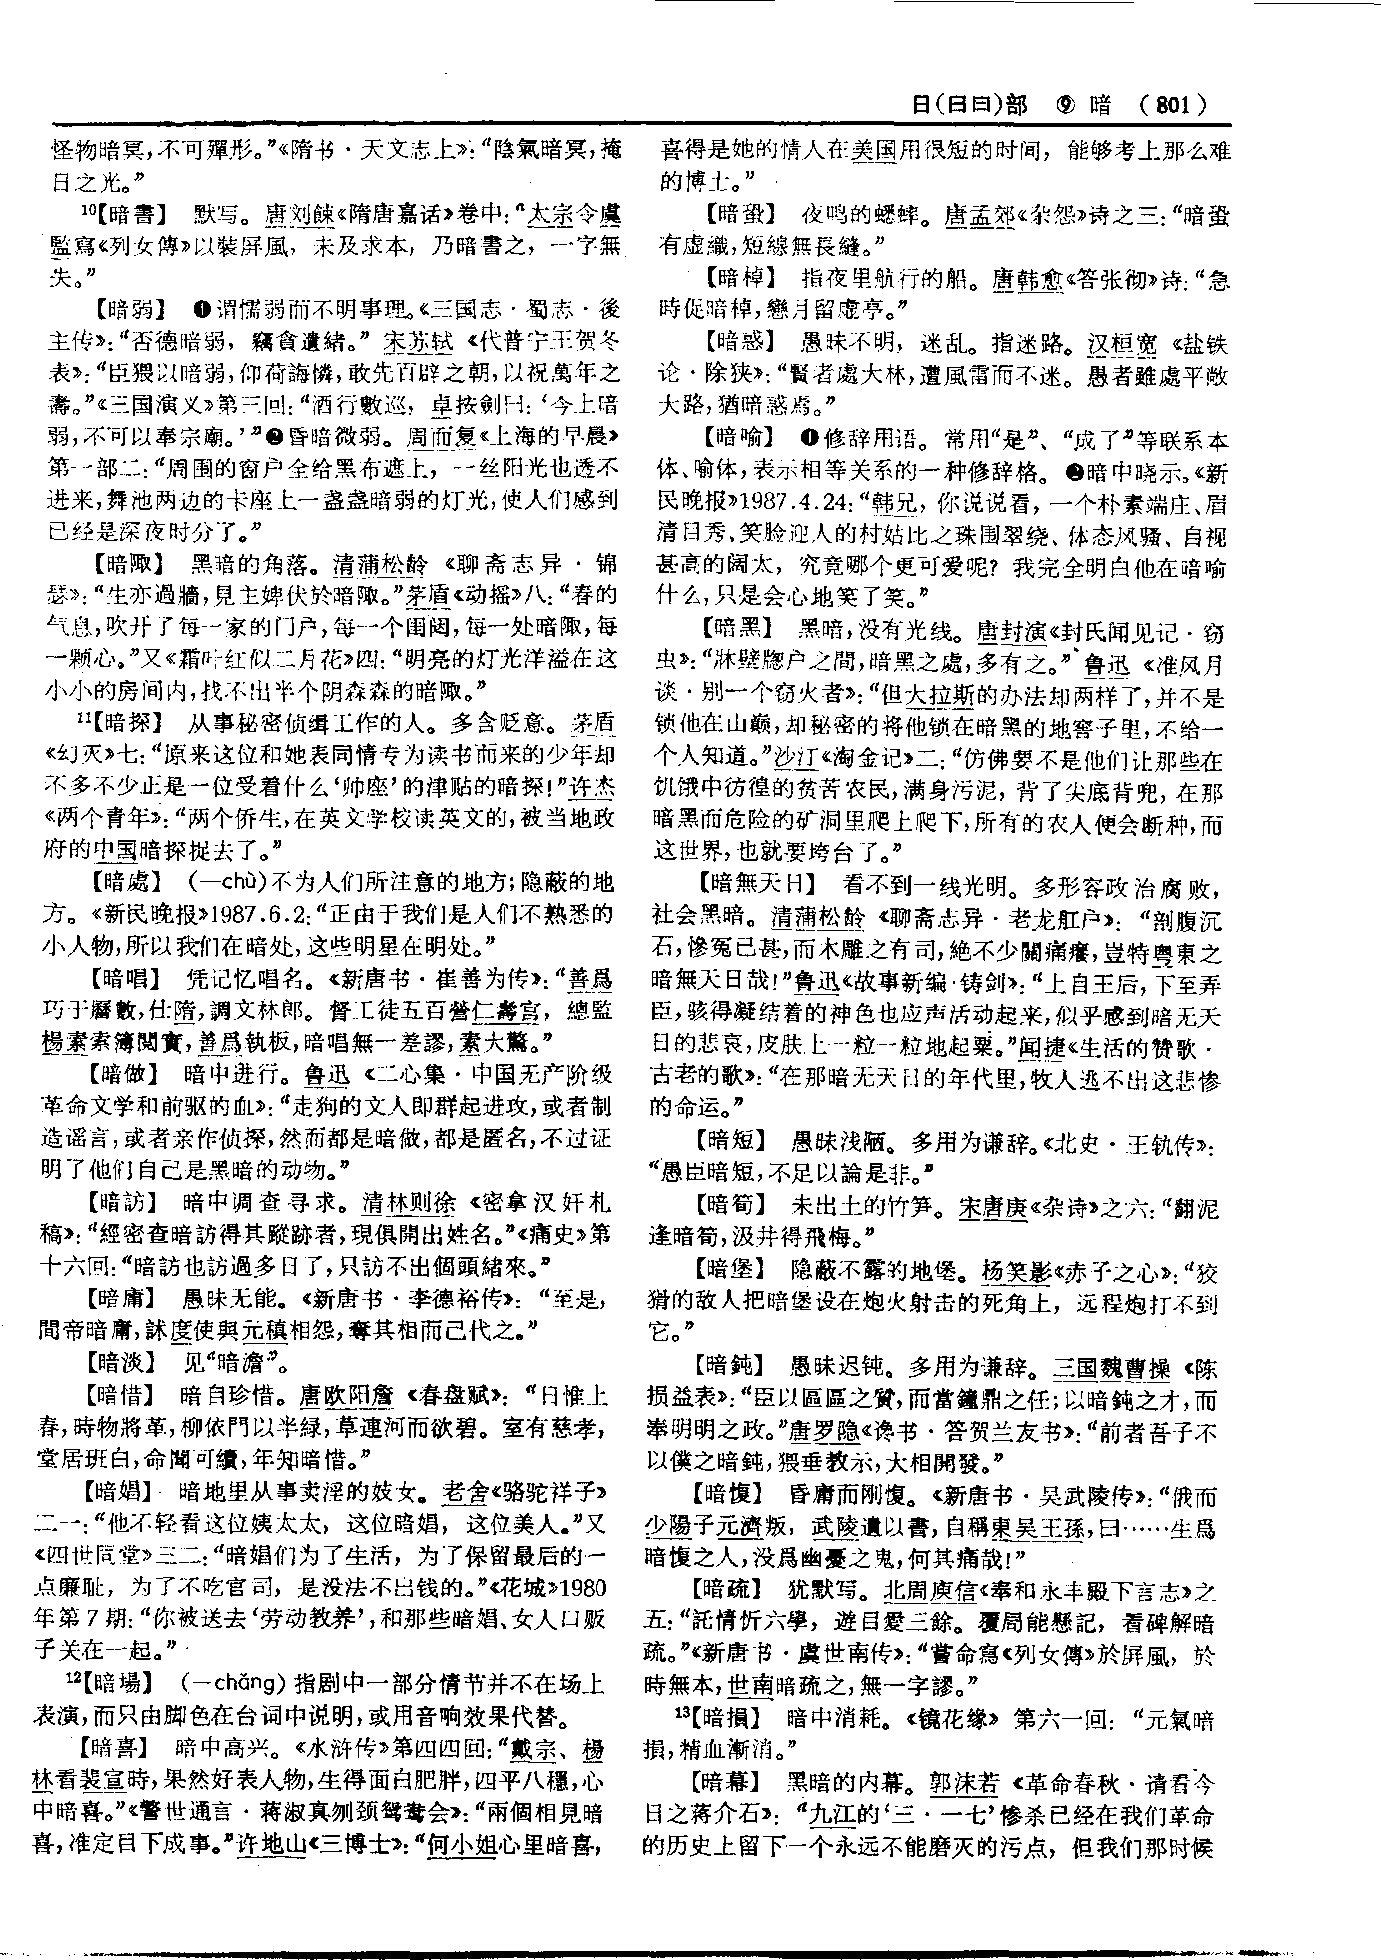 日(曰⺜)部 ⑨ 暗 (801)
怪物暗冥,不可殫形。”《隋书·天文志上》:“陰氣暗冥,掩
日之光。”
10【暗書】 默写。唐刘餗《隋唐嘉话》卷中:“太宗令虞
監寫《列女傳》以裝屏風, 未及求本, 乃暗書之, 一字無
失。”
【暗弱】 ❶谓懦弱而不明事理。《三国志·蜀志·後
主传》:“否德暗弱, 竊貪遺緒。” 宋苏轼《代普宁王贺冬
表》:“臣猥以暗弱,仰荷誨憐,敢先百辟之朝,以祝萬年之
壽。”《三国演义》第三回:“酒行數巡, 卓按劍曰:‘今上暗
弱,不可以奉宗廟。’”❷昏暗微弱。周而复《上海的早晨》
第一部二:“周围的窗户全给黑布遮上, 一丝阳光也透不
进来,舞池两边的卡座上一盏盏暗弱的灯光,使人们感到
已经是深夜时分了。”
【暗陬】 黑暗的角落。清蒲松龄《聊斋志异·锦
瑟》:“生亦過牆,見主婢伏於暗陬。”茅盾《动摇》八:“春的
气息,吹开了每一家的门户,每一个闺闼,每一处暗陬,每
一颗心。”又《霜叶红似二月花》四:“明亮的灯光洋溢在这
小小的房间内,找不出半个阴森森的暗陬。”
11【暗探】 从事秘密侦缉工作的人。多含贬意。茅盾
《幻灭》七:“原来这位和她表同情专为读书而来的少年却
不多不少正是一位受着什么‘帅座’的津贴的暗探!”许杰
《两个青年》:“两个侨生,在英文学校读英文的,被当地政
府的中国暗探捉去了。”
【暗處】 (—chù)不为人们所注意的地方;隐蔽的地
方。《新民晚报》1987.6.2:“正由于我们是人们不熟悉的
小人物,所以我们在暗处,这些明星在明处。”
【暗唱】 凭记忆唱名。《新唐书·崔善为传》:“善爲
巧于曆數,仕隋,調文林郎。督工徒五百營仁壽宮, 總監
楊素索簿閲實,善爲執板,暗唱無一差謬,素大驚。”
【暗做】 暗中进行。鲁迅《二心集·中国无产阶级
革命文学和前驱的血》:“走狗的文人即群起进攻,或者制
造谣言,或者亲作侦探,然而都是暗做,都是匿名,不过证
明了他们自己是黑暗的动物。”
【暗訪】 暗中调查寻求。清林则徐《密拿汉奸札
稿》:“經密查暗訪得其蹤跡者,現俱開出姓名。”《痛史》第
十六回:“暗訪也訪過多日了,只訪不出個頭緒來。”
【暗庸】 愚昧无能。《新唐书·李德裕传》: “至是,
間帝暗庸,訹度使與元稹相怨,奪其相而己代之。”
【暗淡】 见“暗澹”。
【暗惜】 暗自珍惜。唐欧阳詹《春盘赋》:“日惟上
春,時物將革,柳依門以半緑,草連河而欲碧。室有慈孝,
堂居班白,命聞可續,年知暗惜。”
【暗娼】 暗地里从事卖淫的妓女。老舍《骆驼祥子》
二一:“他不轻看这位姨太太, 这位暗娼, 这位美人。”又
《四世同堂》三二:“暗娼们为了生活, 为了保留最后的一
点廉耻, 为了不吃官司, 是没法不出钱的。”《花城》1980
年第7期:“你被送去‘劳动教养’,和那些暗娼、女人口贩
子关在一起。”
12【暗場】 (—chǎng)指剧中一部分情节并不在场上
表演,而只由脚色在台词中说明,或用音响效果代替。
【暗喜】 暗中高兴。《水浒传》第四四回:“戴宗、楊
林看裴宣時,果然好表人物,生得面白肥胖,四平八穩,心
中暗喜。”《警世通言·蒋淑真刎颈鸳鸯会》:“兩個相見暗
喜,准定目下成事。”许地山《三博士》:“何小姐心里暗喜,
喜得是她的情人在美国用很短的时间, 能够考上那么难
的博士。”
【暗蛩】 夜鸣的蟋蟀。唐孟郊《杂怨》诗之三:“暗蛩
有虚織,短綫無長縫。”
【暗棹】 指夜里航行的船。唐韩愈《答张彻》诗:“急
時促暗棹,戀月留虚亭。”
【暗惑】 愚昧不明, 迷乱。指迷路。汉桓宽《盐铁
论·除狭》:“賢者處大林,遭風雷而不迷。愚者雖處平敞
大路,猶暗惑焉。”
【暗喻】 ❶修辞用语。常用“是”、“成了”等联系本
体、喻体,表示相等关系的一种修辞格。❷暗中晓示。《新
民晚报》1987.4.24:“韩兄, 你说说看, 一个朴素端庄、眉
清目秀、笑脸迎人的村姑比之珠围翠绕、体态风骚、自视
甚高的阔太, 究竟哪个更可爱呢? 我完全明白他在暗喻
什么,只是会心地笑了笑。”
【暗黑】 黑暗,没有光线。唐封演《封氏闻见记·窃
虫》:“牀壁牕户之間,暗黑之處,多有之。”鲁迅《准风月
谈·别一个窃火者》:“但大拉斯的办法却两样了,并不是
锁他在山巅,却秘密的将他锁在暗黑的地窖子里,不给一
个人知道。”沙汀《淘金记》二:“仿佛要不是他们让那些在
饥饿中彷徨的贫苦农民,满身污泥, 背了尖底背兜, 在那
暗黑而危险的矿洞里爬上爬下,所有的农人便会断种,而
这世界,也就要垮台了。”
【暗無天日】 看不到一线光明。多形容政治腐败,
社会黑暗。清蒲松龄《聊斋志异·老龙舡户》: “剖腹沉
石,慘冤已甚,而木雕之有司,絶不少關痛癢,豈特粤東之
暗無天日哉!”鲁迅《故事新编·铸剑》:“上自王后,下至弄
臣,骇得凝结着的神色也应声活动起来,似乎感到暗无天
日的悲哀,皮肤上一粒一粒地起粟。”闻捷《生活的赞歌·
古老的歌》:“在那暗无天日的年代里,牧人逃不出这悲惨
的命运。”
【暗短】 愚昧浅陋。多用为谦辞。《北史·王轨传》:
“愚臣暗短,不足以論是非。”
【暗筍】 未出土的竹笋。宋唐庚《杂诗》之六:“翻泥
逢暗筍,汲井得飛梅。”
【暗堡】 隐蔽不露的地堡。杨笑影《赤子之心》:“狡
猾的敌人把暗堡设在炮火射击的死角上, 远程炮打不到
它。”
【暗鈍】 愚昧迟钝。多用为谦辞。三国魏曹操《陈
损益表》:“臣以區區之質,而當鐘鼎之任;以暗鈍之才,而
奉明明之政。”唐罗隐《谗书·答贺兰友书》:“前者吾子不
以僕之暗鈍,猥垂教示,大相開發。”
【暗愎】 昏庸而刚愎。《新唐书·吴武陵传》:“俄而
少陽子元濟叛, 武陵遺以書,自稱東吴王孫,曰……生爲
暗愎之人,没爲幽憂之鬼,何其痛哉!”
【暗疏】 犹默写。北周庾信《奉和永丰殿下言志》之
五:“託情忻六學, 遊目愛三餘。覆局能懸記, 看碑解暗
疏。”《新唐书·虞世南传》:“嘗命寫《列女傳》於屏風, 於
時無本,世南暗疏之,無一字謬。”
13【暗損】 暗中消耗。《镜花缘》第六一回: “元氣暗
損,精血漸消。”
【暗幕】 黑暗的内幕。郭沫若《革命春秋·请看今
日之蒋介石》: “九江的‘三·一七’惨杀已经在我们革命
的历史上留下一个永远不能磨灭的污点, 但我们那时候